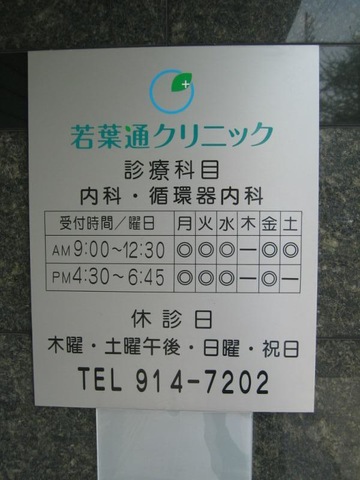 若葉通クリニック
診療科目
内科・循環器内科
受付時間／曜日 月 火 水 木 金 土
AM 9:00〜12:30 ◎ ◎ ◎ ー ◎ ◎
PM 4:30〜6:45 ◎ ◎ ◎ ー ◎ ー
休診日
木曜・土曜午後・日曜・祝日
TEL 914-7202